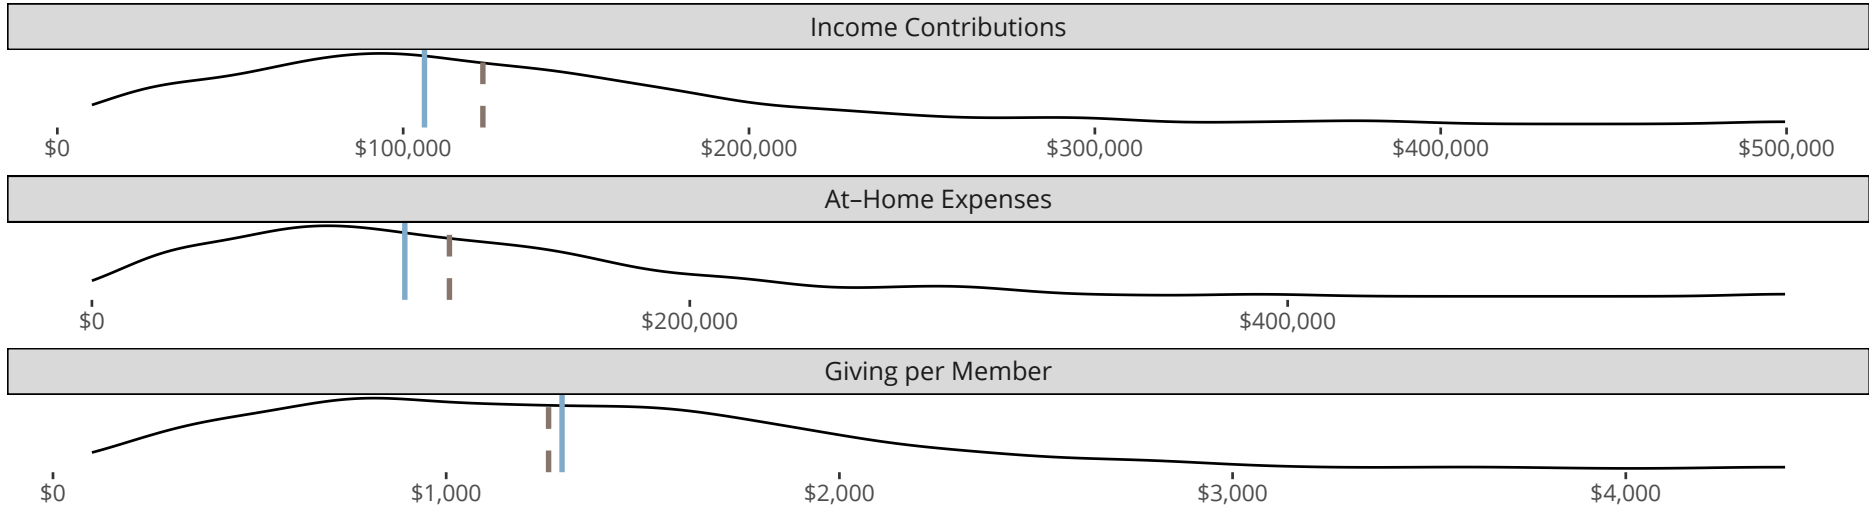 Income Contributions
$0 $100,000 $200,000 $300,000 $400,000 $500,000
At–Home Expenses
$0 $200,000 $400,000
Giving per Member
$0 $1,000 $2,000 $3,000 $4,000